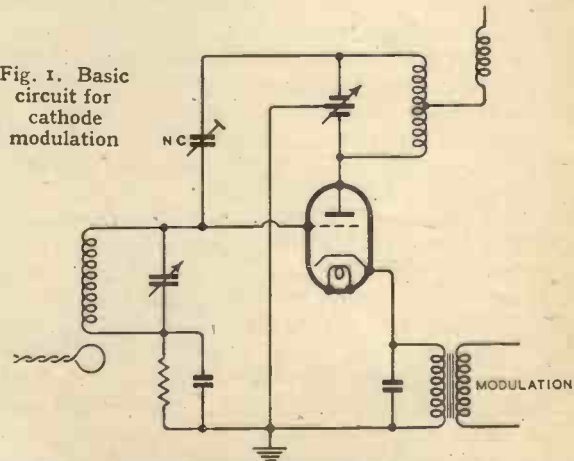 Fig. 1. Basic
circuit for
cathode
modulation
NC
MODULATION